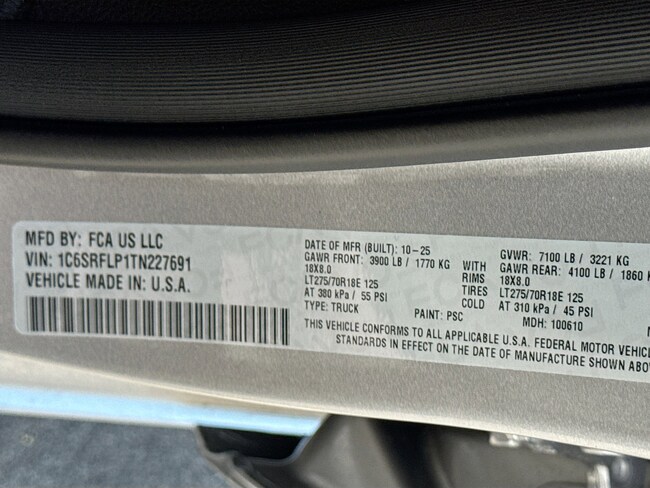 MFD BY: FCA US LLC
VIN: 1C6SRFLP1TN227691
VEHICLE MADE IN: U.S.A.
DATE OF MFR (BUILT): 10-25 GVWR: 7100 LB / 3221 KG
GAWR FRONT: 3900 LB / 1770 KG WITH GAWR REAR: 4100 LB / 1860 K
18X8.0 RIMS 18X8.0
LT275/70R18E 125 TIRES LT275/70R18E 125
AT 380 kPa / 55 PSI COLD AT 310 kPa / 45 PSI
TYPE: TRUCK PAINT: PSC MDH: 100610
THIS VEHICLE CONFORMS TO ALL APPLICABLE U.S.A. FEDERAL MOTOR VEHIC
STANDARDS IN EFFECT ON THE DATE OF MANUFACTURE SHOWN ABO